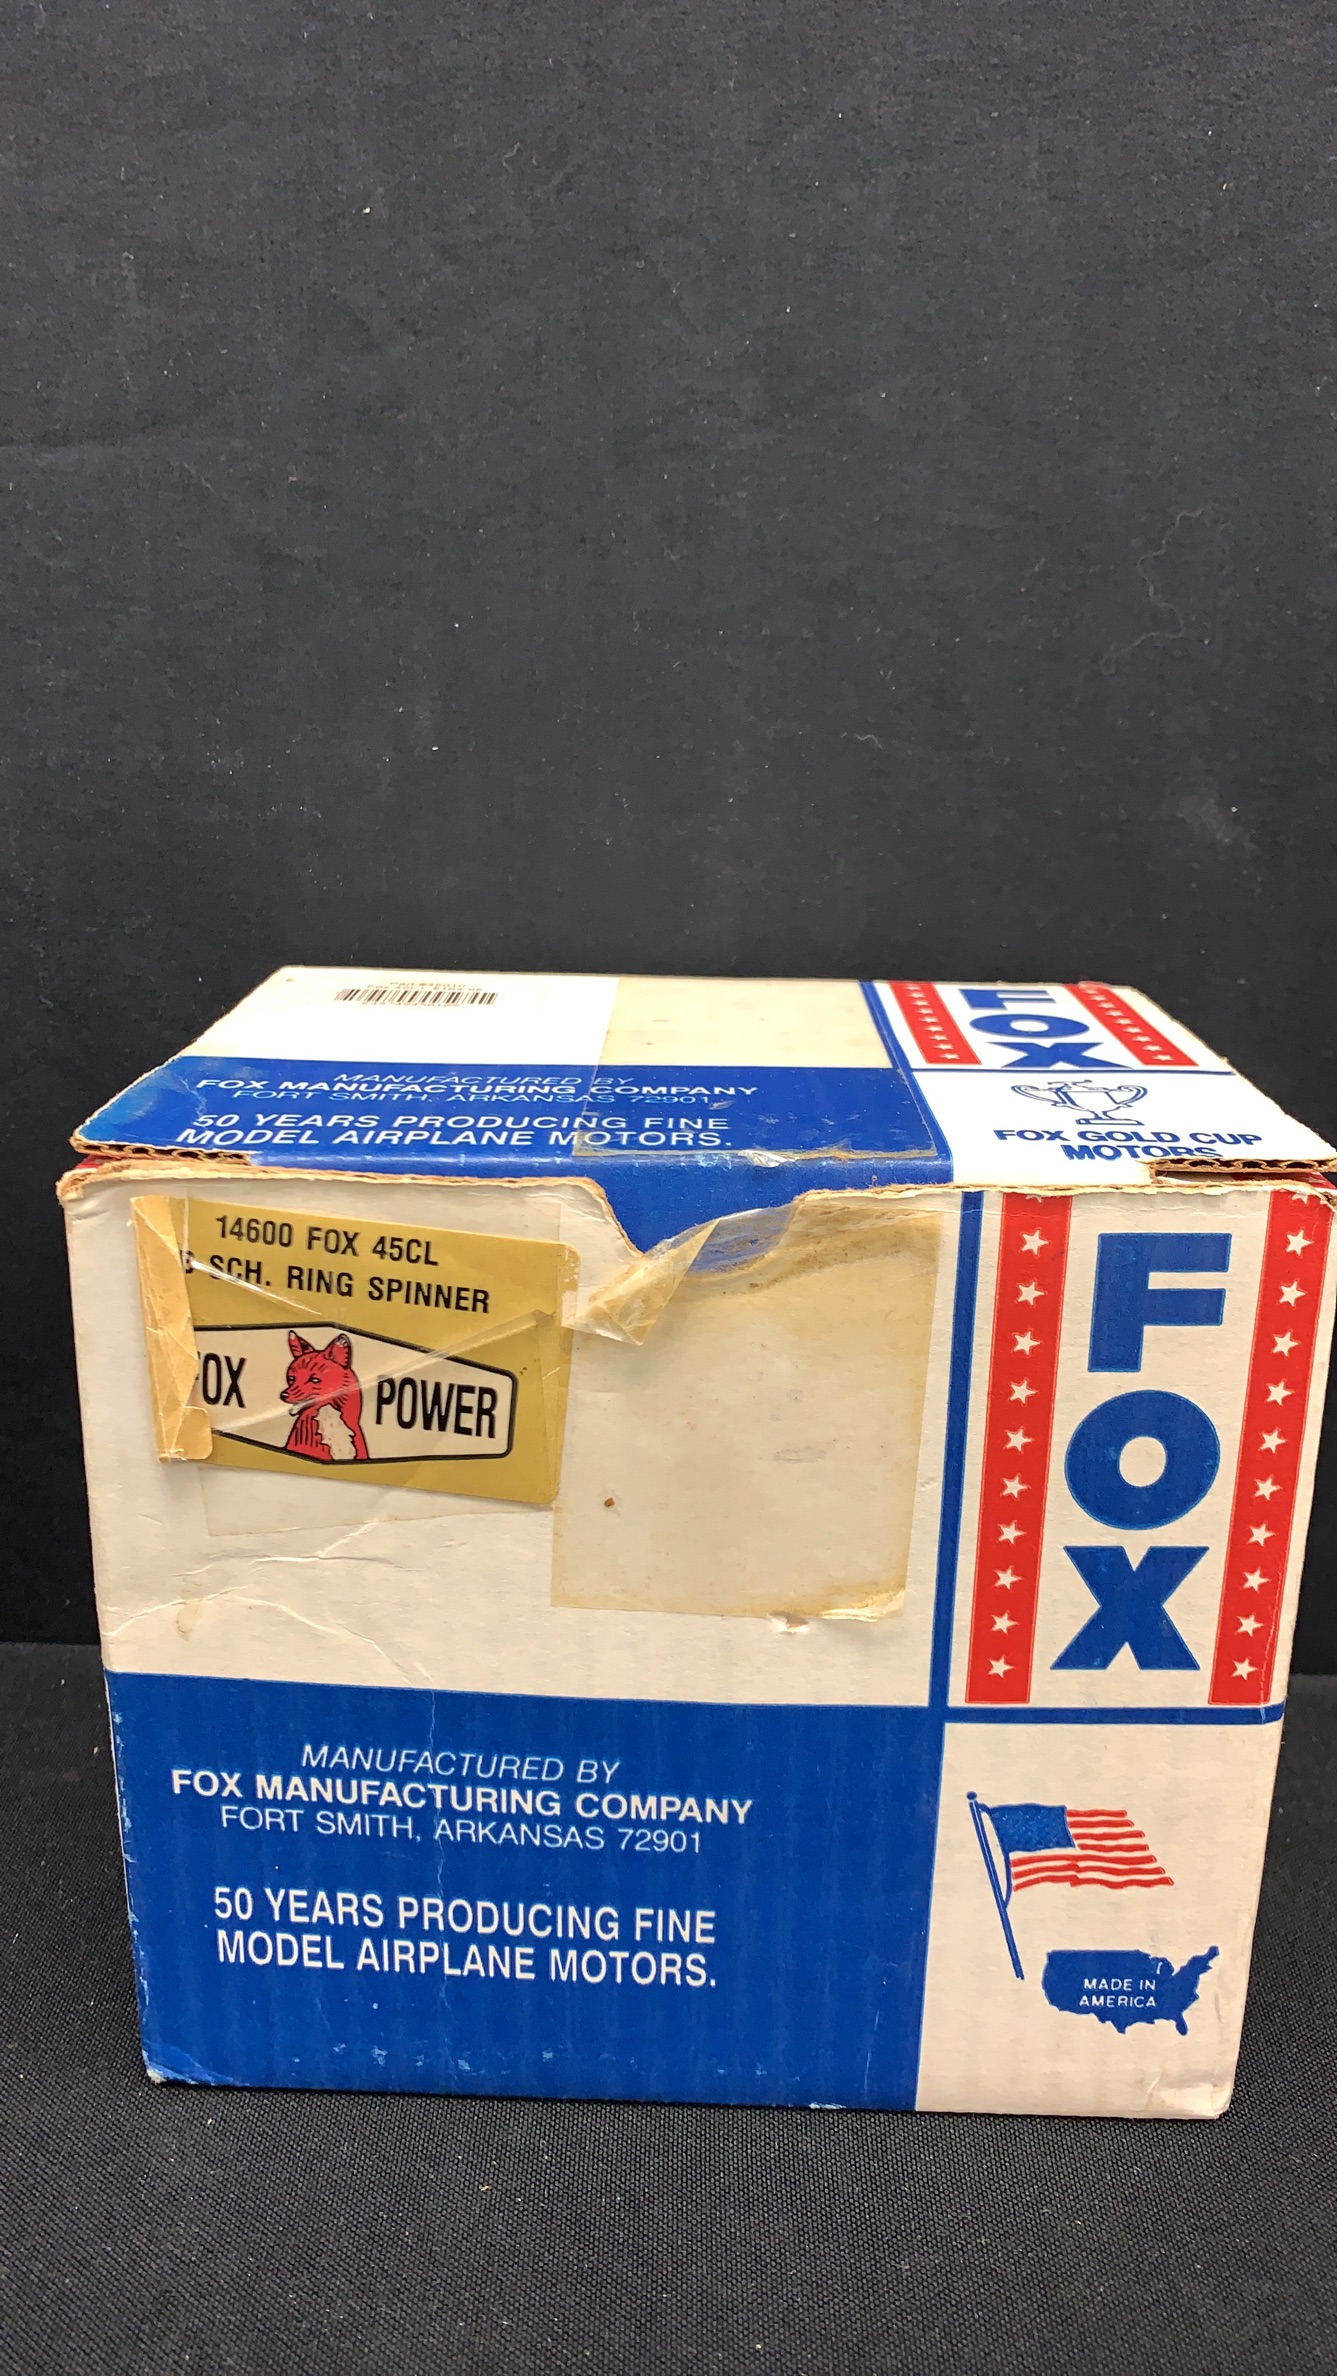 FOX
MANUFACTURED BY
FOX MANUFACTURING COMPANY
FORT SMITH, ARKANSAS 72901
50 YEARS PRODUCING FINE
MODEL AIRPLANE MOTORS.
FOX GOLD CUP
MOTORS
14600 FOX 45CL
SCH. RING SPINNER
OX POWER
FOX
MANUFACTURED BY
FOX MANUFACTURING COMPANY
FORT SMITH, ARKANSAS 72901
50 YEARS PRODUCING FINE
MODEL AIRPLANE MOTORS.
MADE IN
AMERICA